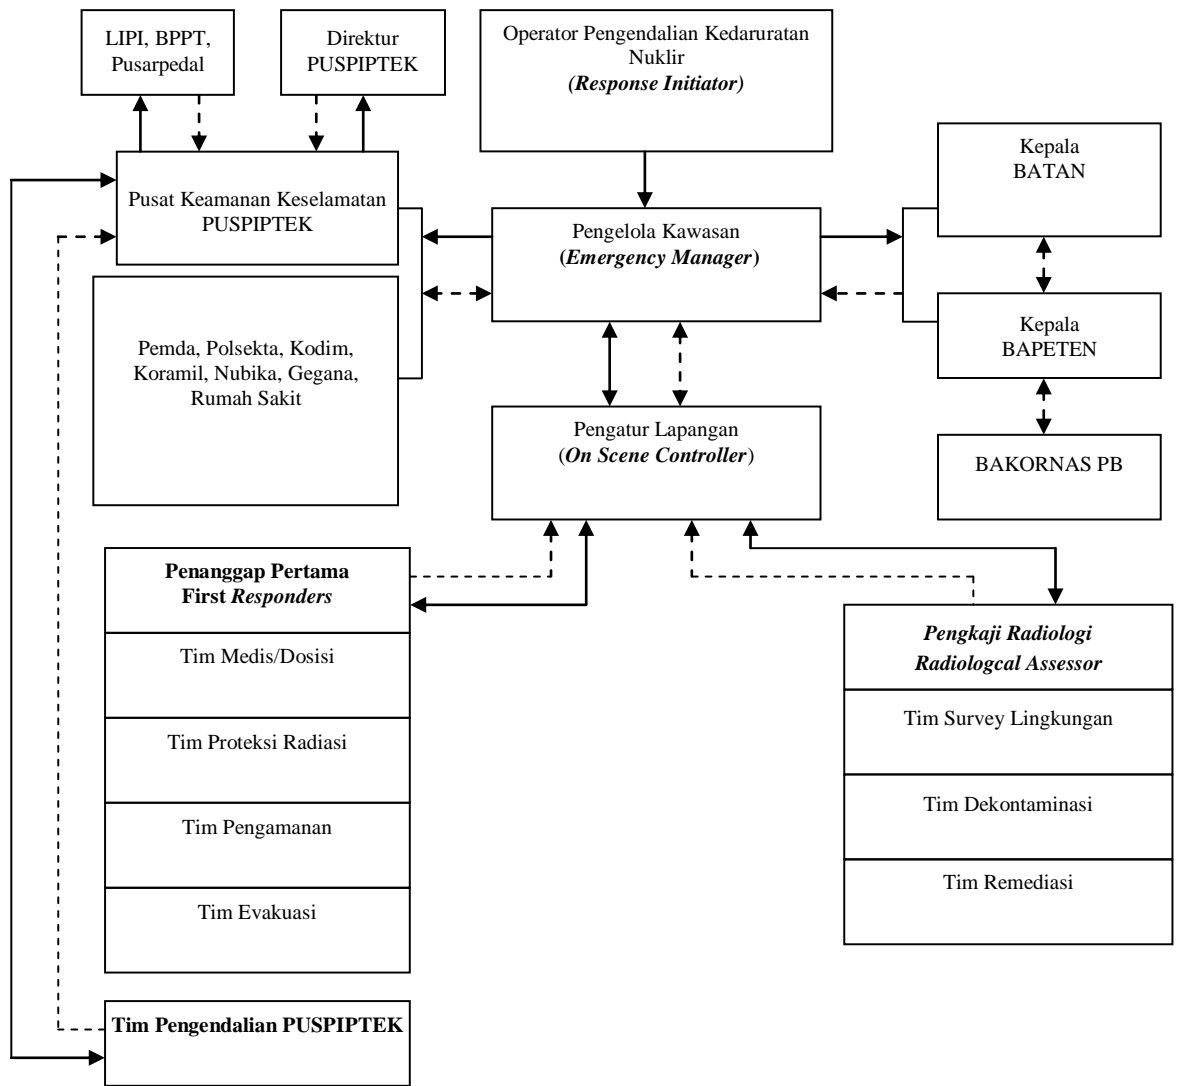 LIPI, BPPT,
Pusarpedal
Direktur
PUSPIPTEK
Operator Pengendalian Kedaruratan
Nuklir
(Response Initiator)
Kepala
BATAN
Pusat Keamanan Keselamatan
PUSPIPTEK
Pengelola Kawasan
(Emergency Manager)
Kepala
BAPETEN
Pemda, Polsekta, Kodim,
Koramil, Nubika, Gegana,
Rumah Sakit
Pengatur Lapangan
(On Scene Controller)
BAKORNAS PB
Penanggap Pertama
First Responders
Tim Medis/Dosisi
Tim Proteksi Radiasi
Tim Pengamanan
Tim Evakuasi
Pengkaji Radiologi
Radiologcal Assessor
Tim Survey Lingkungan
Tim Dekontaminasi
Tim Remediasi
Tim Pengendalian PUSPIPTEK